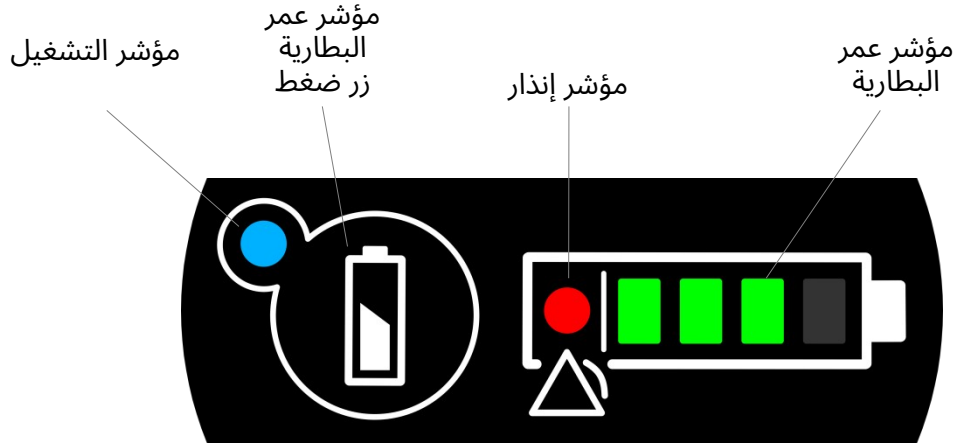 مؤشر عمر
البطارية
مؤشر إنذار
مؤشر عمر
البطارية
زر ضغط
مؤشر التشغيل